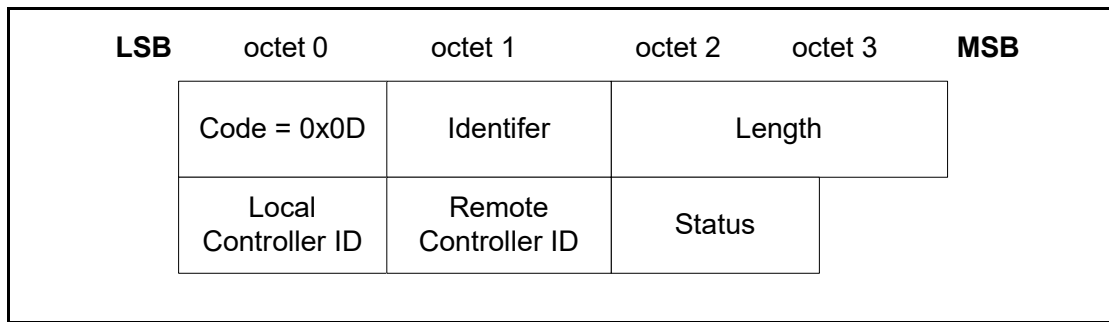 LSB octet 0 octet 1 octet 2 octet 3 MSB
Code = 0x0D Identifer Length
Local Remote Status
Controller ID Controller ID